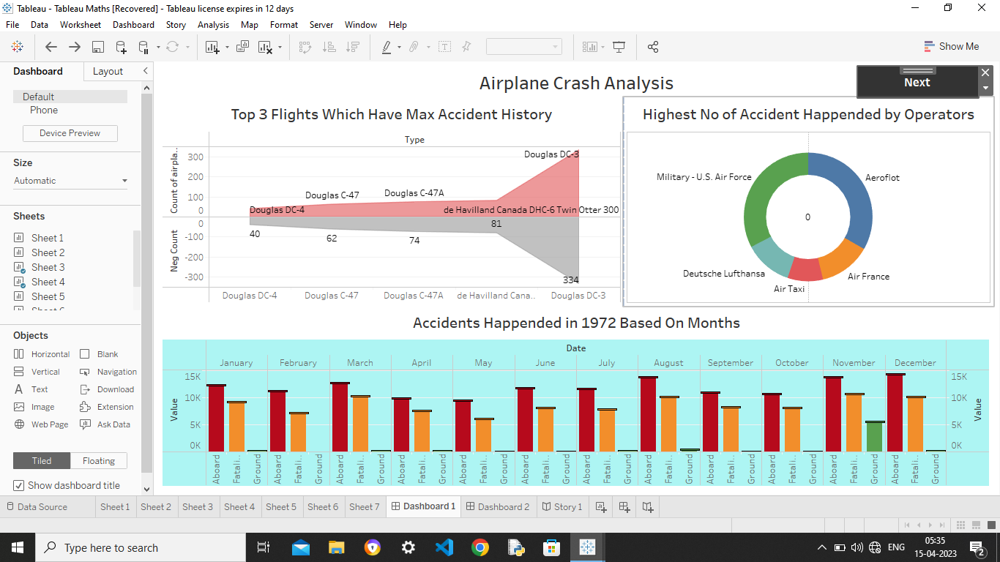 Tableau - Tableau Maths [Recovered] - Tableau license expires in 12 days
File Data Worksheet Dashboard Story Analysis Map Format Server Window Help
Show Me
Dashboard Layout
Default
Phone
Device Preview
Size
Automatic
Sheets
Sheet 1
Sheet 2
Sheet 3
Sheet 4
Sheet 5
Objects
Horizontal Blank
Vertical Navigation
Text Download
Image Extension
Web Page Ask Data
Tiled Floating
Show dashboard title
Airplane Crash Analysis
Next
Top 3 Flights Which Have Max Accident History
Type
Count of airpla..
300
200
100
0
Neg Count
0
-100
-200
-300
Douglas DC-3
Douglas C-47
Douglas C-47A
Douglas DC-4
de Havilland Canada DHC-6 Twin Otter 300
40
62
74
81
334
Douglas DC-4 Douglas C-47 Douglas C-47A de Havilland Cana.. Douglas DC-3
Highest No of Accident Happended by Operators
Military - U.S. Air Force
Aeroflot
0
Deutsche Lufthansa
Air France
Air Taxi
Accidents Happended in 1972 Based On Months
Date
January February March April May June July August September October November December
Value
15K
10K
5K
0K
15K
10K
5K
0K
Value
Aboard Fatali.. Ground Aboard Fatali.. Ground Aboard Fatali.. Ground Aboard Fatali.. Ground Aboard Fatali.. Ground Aboard Fatali.. Ground Aboard Fatali.. Ground Aboard Fatali.. Ground Aboard Fatali.. Ground Aboard Fatali.. Ground Aboard Fatali.. Ground Aboard Fatali.. Ground
Data Source Sheet 1 Sheet 2 Sheet 3 Sheet 4 Sheet 5 Sheet 6 Sheet 7 Dashboard 1 Dashboard 2 Story 1
Type here to search
ENG
05:35
15-04-2023
2